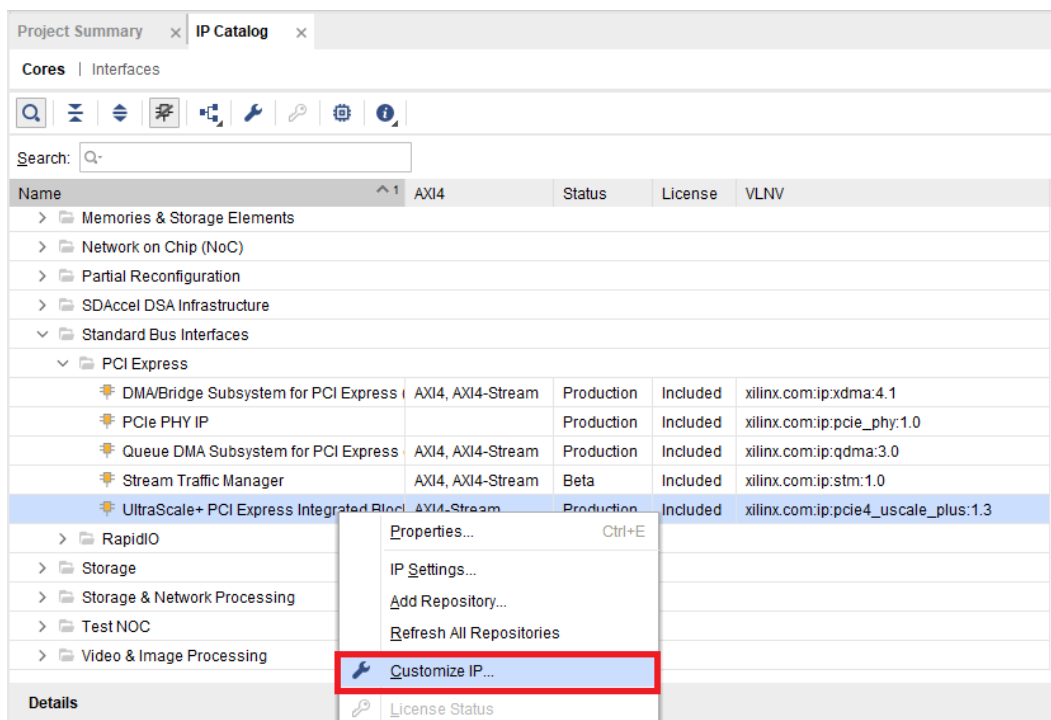 Project Summary × IP Catalog ×
Cores | Interfaces
Search: Q-
Name ^ 1 AXI4 Status License VLNV
Memories & Storage Elements
Network on Chip (NoC)
Partial Reconfiguration
SDAccel DSA Infrastructure
Standard Bus Interfaces
PCI Express
DMA/Bridge Subsystem for PCI Express ( AXI4, AXI4-Stream Production Included xilinx.com:ip:xdma:4.1
PCIe PHY IP Production Included xilinx.com:ip:pcie_phy:1.0
Queue DMA Subsystem for PCI Express AXI4, AXI4-Stream Production Included xilinx.com:ip:qdma:3.0
Stream Traffic Manager AXI4, AXI4-Stream Beta Included xilinx.com:ip:stm:1.0
UltraScale+ PCI Express Integrated Block AXI4-Stream Production Included xilinx.com:ip:pcie4_uscale_plus:1.3
Properties... Ctrl+E
RapidIO
Storage
IP Settings...
Storage & Network Processing
Add Repository...
Test NOC
Refresh All Repositories
Video & Image Processing
Customize IP...
Details
License Status